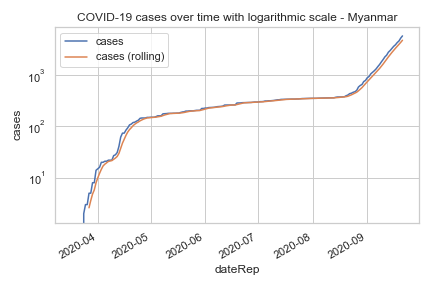 COVID-19 cases over time with logarithmic scale - Myanmar
cases
cases (rolling)
10³
10²
10¹
cases
2020-04
2020-05
2020-06
2020-07
2020-08
2020-09
dateRep